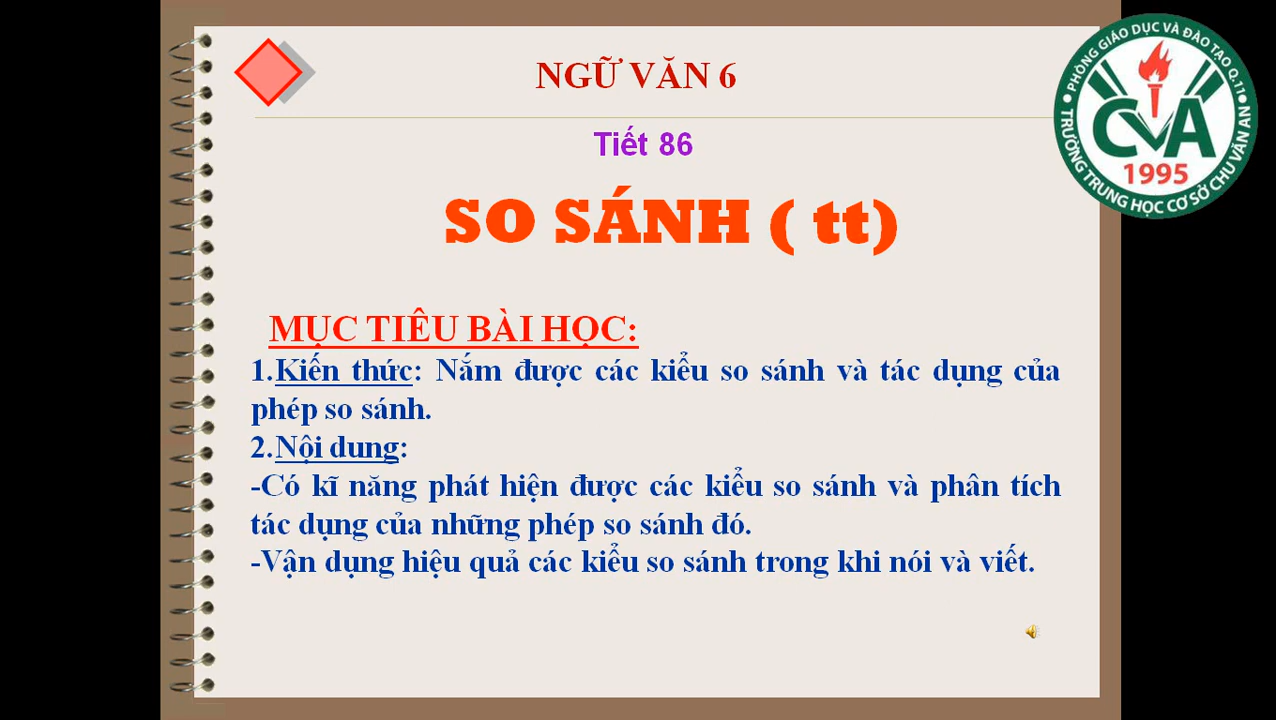 NGỮ VĂN 6
Tiết 86
SO SÁNH ( tt)
MỤC TIÊU BÀI HỌC:
1.Kiến thức: Nắm được các kiểu so sánh và tác dụng của
phép so sánh.
2.Nội dung:
-Có kĩ năng phát hiện được các kiểu so sánh và phân tích
tác dụng của những phép so sánh đó.
-Vận dụng hiệu quả các kiểu so sánh trong khi nói và viết.
PHÒNG GIÁO DỤC VÀ ĐÀO TẠO Q.11
CVA
1995
TRƯỜNG TRUNG HỌC CƠ SỞ CHU VĂN AN